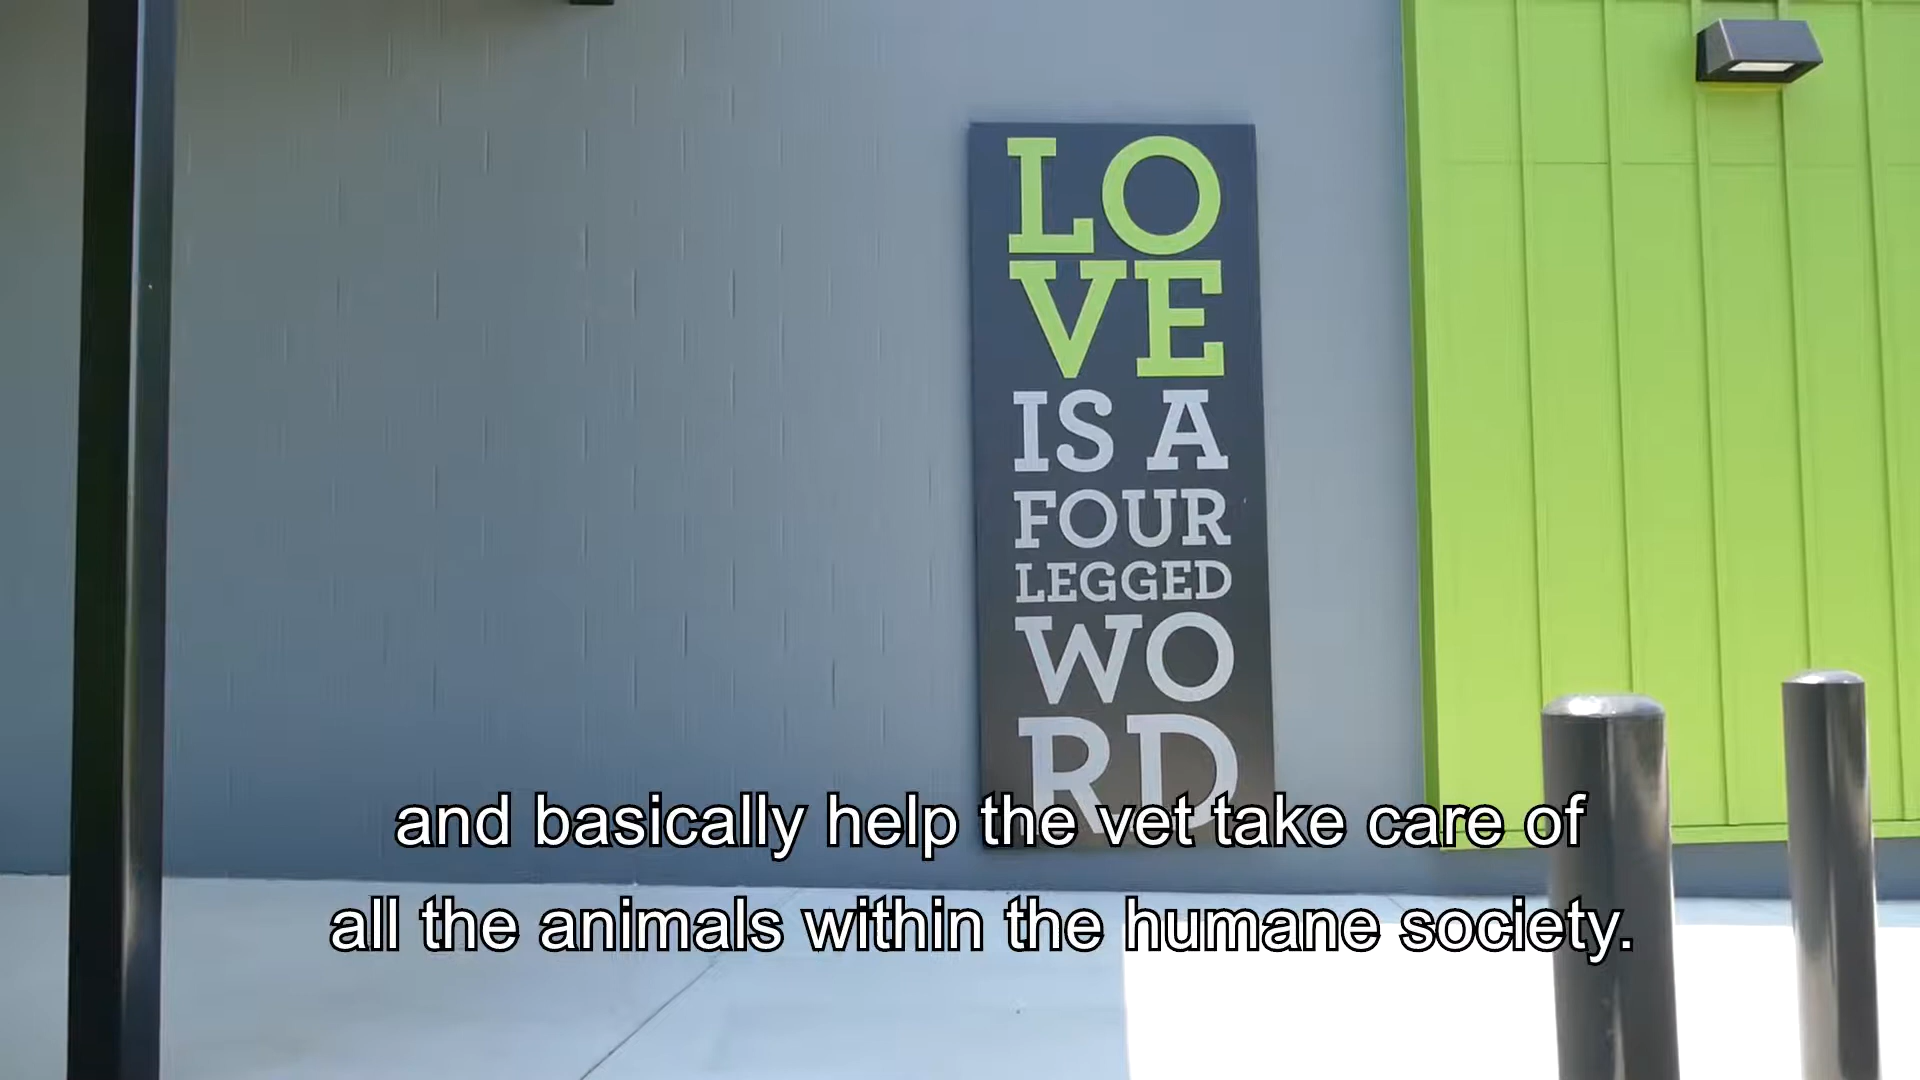 LO
VE
IS A
FOUR
LEGGED
WO
RD
and basically help the vet take care of
all the animals within the humane society.